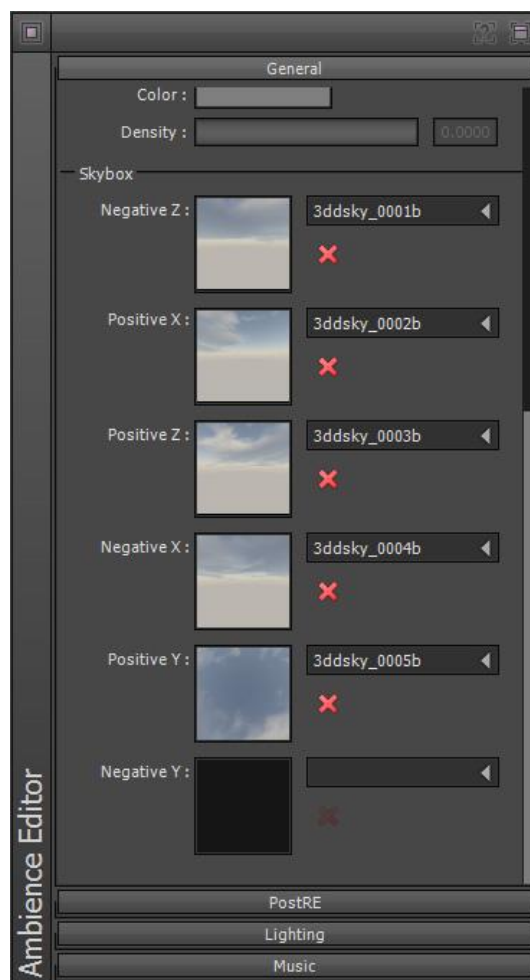 General
Color :
Density :
0.0000
Skybox
Negative Z :
3ddsky_0001b
Positive X :
3ddsky_0002b
Positive Z :
3ddsky_0003b
Negative X :
3ddsky_0004b
Positive Y :
3ddsky_0005b
Negative Y :
PostRE
Lighting
Music
Ambience Editor